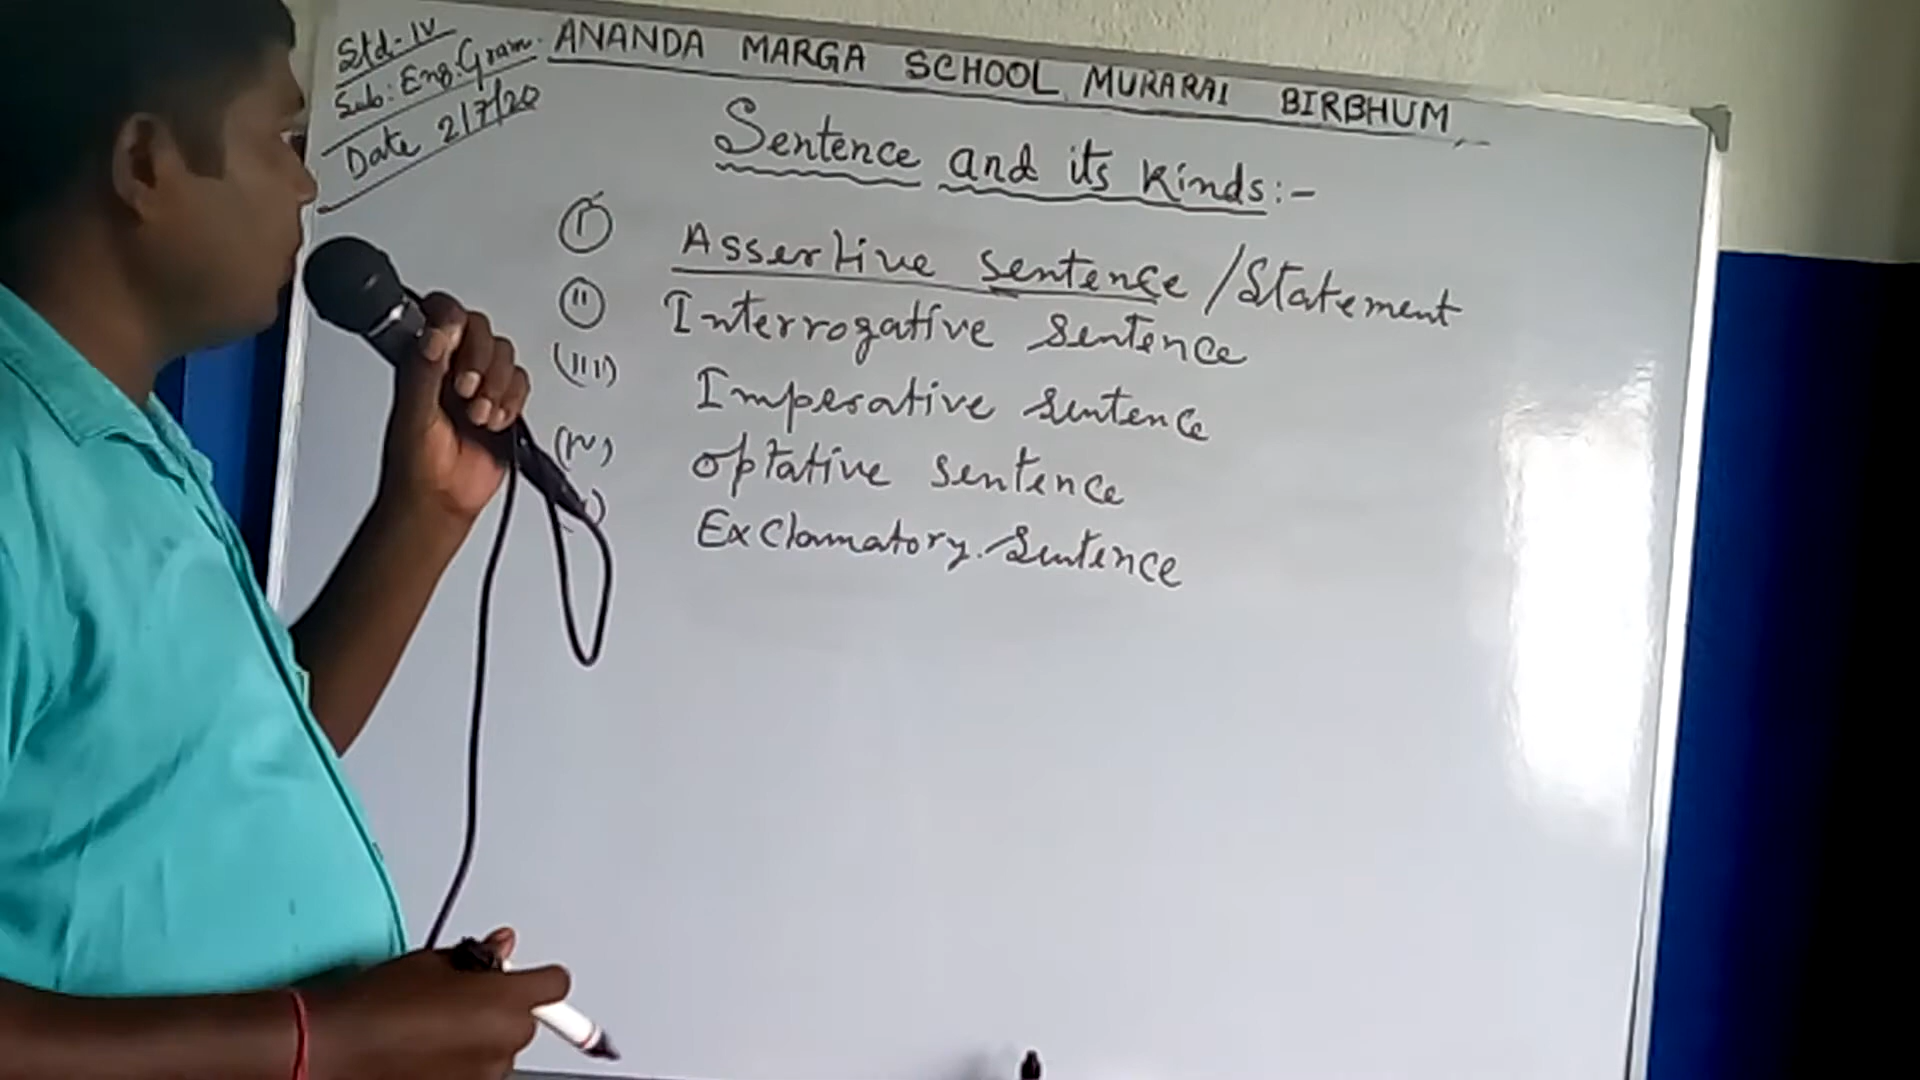 Std-IV
Sub: Eng. Gram.
Date 2/7/20
ANANDA MARGA SCHOOL MURARAI BIRBHUM
Sentence and its Kinds:-
(I) Assertive sentence / Statement
(II) Interrogative sentence
(III) Imperative sentence
(IV) Optative sentence
Exclamatory. Sentence